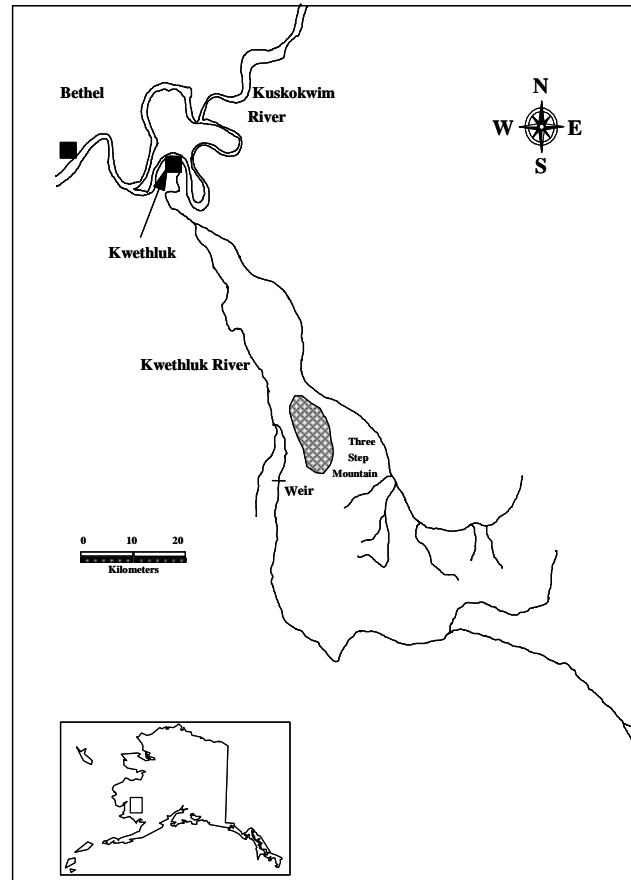 Bethel
Kuskokwim
River
N
W E
S
Kwethluk
Kwethluk River
Three
Step
Mountain
Weir
0 10 20
Kilometers